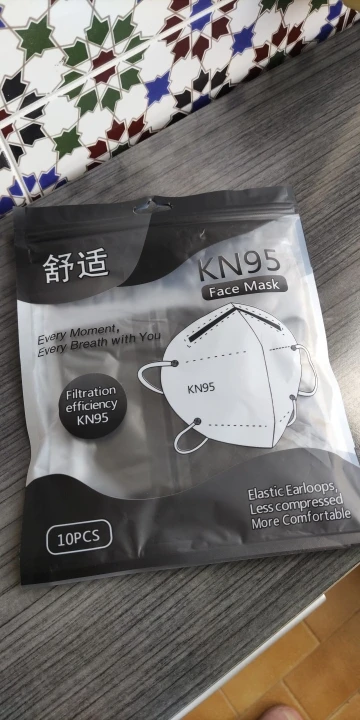 舒适
KN95
Face Mask
Every Moment,
Every Breath with You
Filtration
efficiency
KN95
KN95
10PCS
Elastic Earloops,
Less compressed
More Comfortable